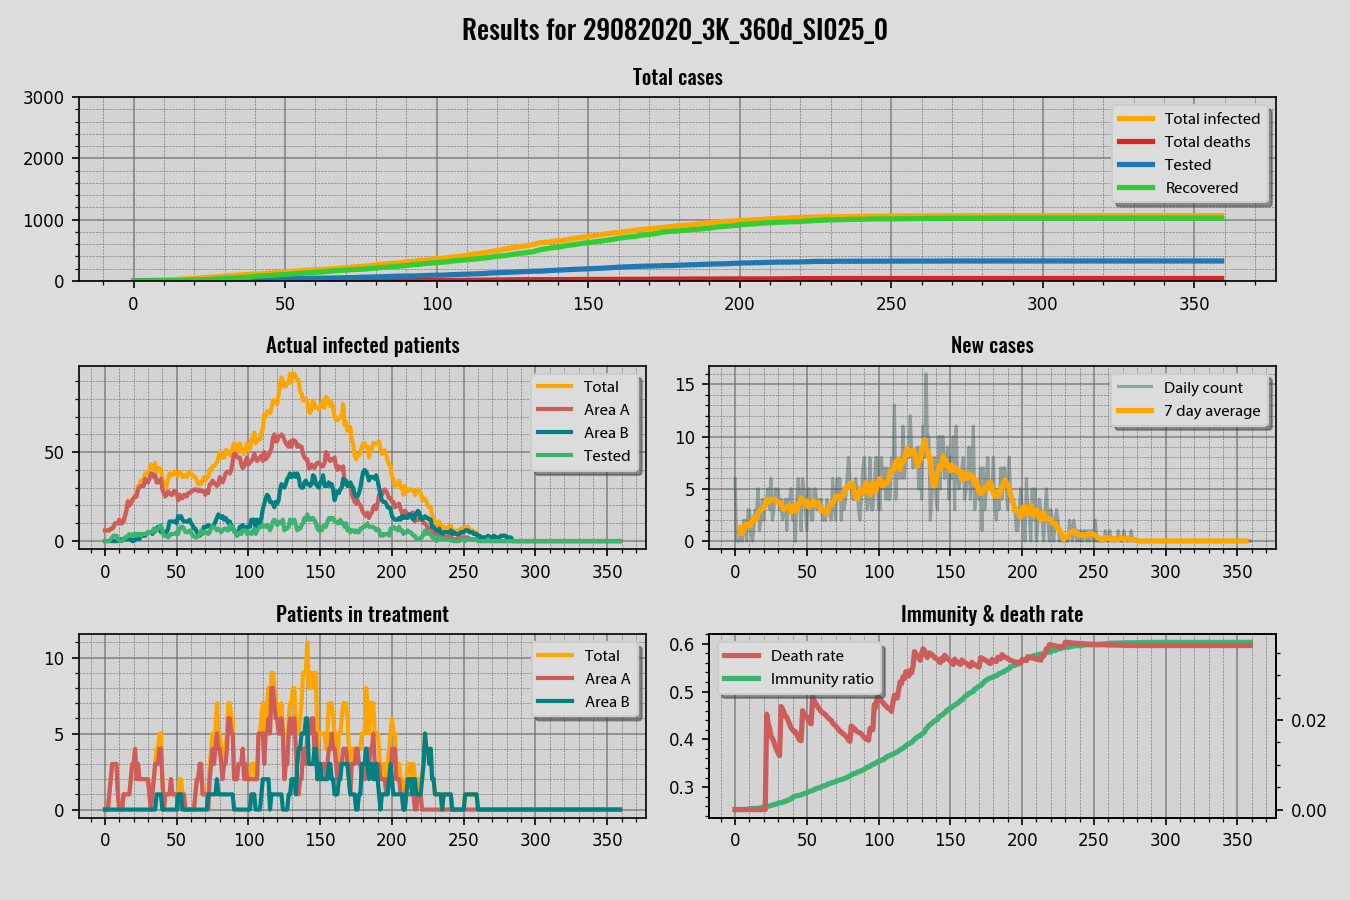 Results for 29082020_3K_360d_SI025_0
Total cases
3000
2000
1000
0
Total infected
Total deaths
Tested
Recovered
0 50 100 150 200 250 300 350
Actual infected patients
50
0
Total
Area A
Area B
Tested
0 50 100 150 200 250 300 350
New cases
15
10
5
0
Daily count
7 day average
0 50 100 150 200 250 300 350
Patients in treatment
10
5
0
Total
Area A
Area B
0 50 100 150 200 250 300 350
Immunity & death rate
0.6
0.5
0.4
0.3
Death rate
Immunity ratio
0.02
0.00
0 50 100 150 200 250 300 350